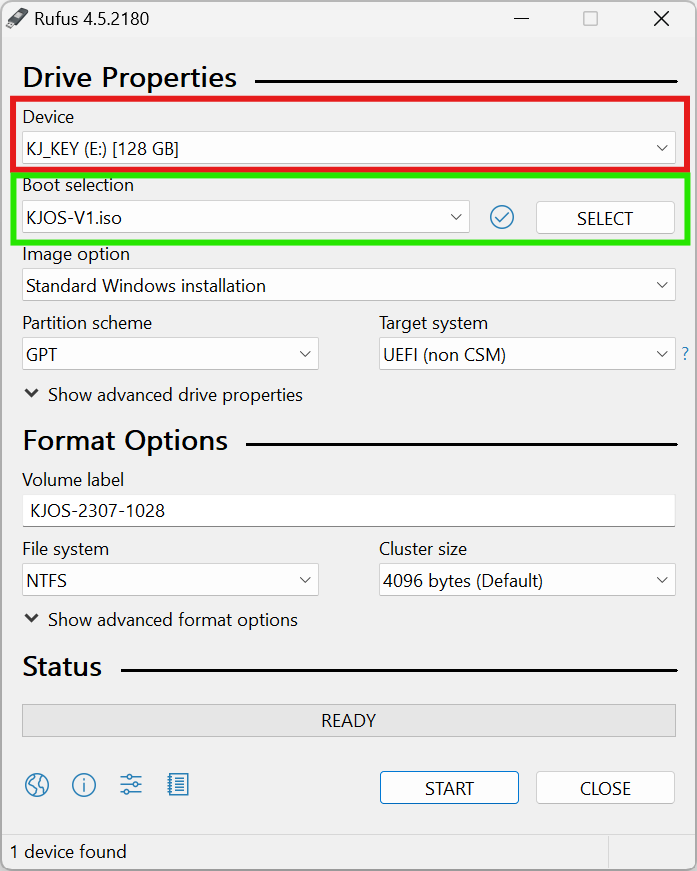 Rufus 4.5.2180
Drive Properties
Device
KJ_KEY (E:) [128 GB]
Boot selection
KJOS-V1.iso
SELECT
Image option
Standard Windows installation
Partition scheme
Target system
GPT
UEFI (non CSM)
?
Show advanced drive properties
Format Options
Volume label
KJOS-2307-1028
File system
Cluster size
NTFS
4096 bytes (Default)
Show advanced format options
Status
READY
START
CLOSE
1 device found